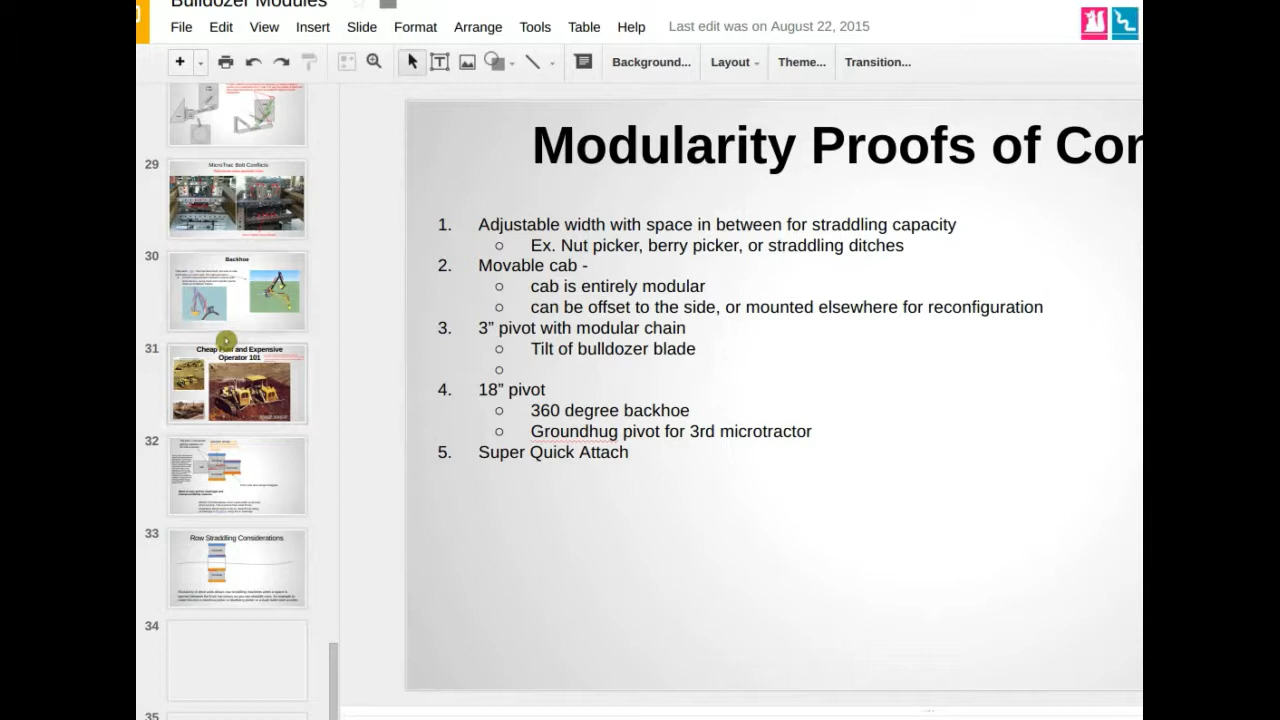 Bulldozer Modules
File Edit View Insert Slide Format Arrange Tools Table Help Last edit was on August 22, 2015
Background... Layout Theme... Transition...
29
MicroTrac Bolt Conflicts
30
Backhoe
31
Cheap Fuel and Expensive
Operator 101
32
33
Row Straddling Considerations
34
35
Modularity Proofs of Con
1. Adjustable width with space in between for straddling capacity
○ Ex. Nut picker, berry picker, or straddling ditches
2. Movable cab -
○ cab is entirely modular
○ can be offset to the side, or mounted elsewhere for reconfiguration
3. 3” pivot with modular chain
○ Tilt of bulldozer blade
○
4. 18” pivot
○ 360 degree backhoe
○ Groundhug pivot for 3rd microtractor
5. Super Quick Attach